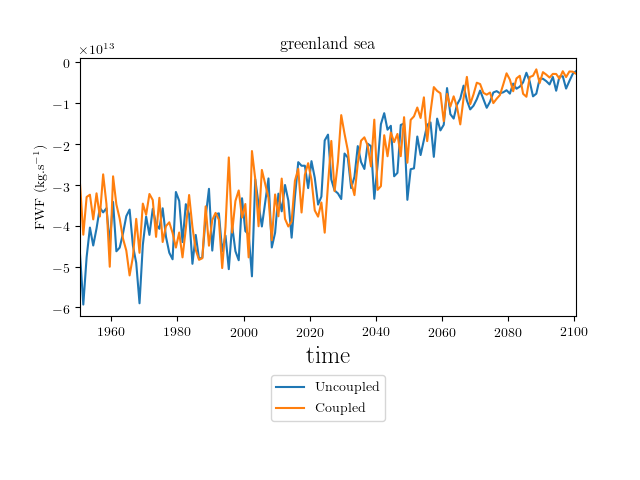 greenland sea
×10¹³
0
−1
−2
−3
−4
−5
−6
FWF (kg.s⁻¹)
1960 1980 2000 2020 2040 2060 2080 2100
time
Uncoupled
Coupled